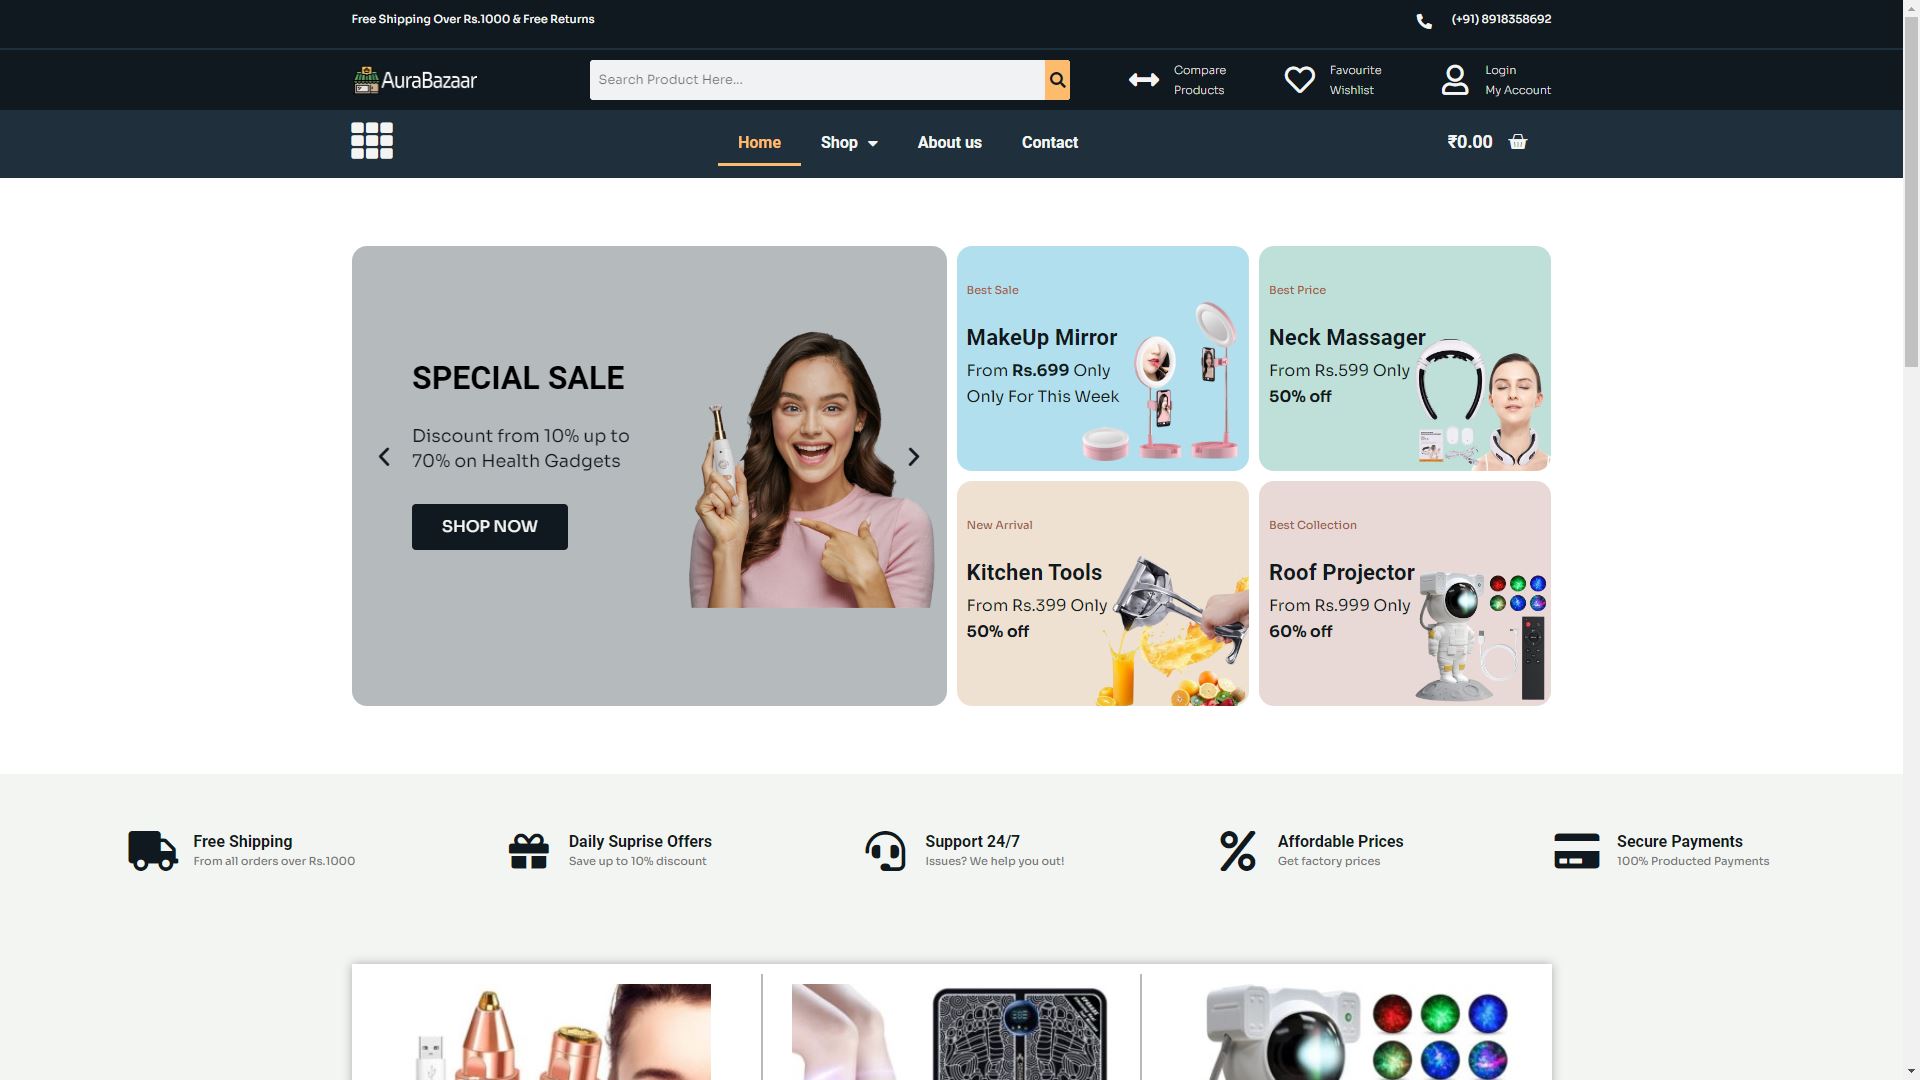 Free Shipping Over Rs.1000 & Free Returns
(+91) 8918358692
AuraBazaar
Search Product Here...
Compare
Products
Favourite
Wishlist
Login
My Account
Home
Shop
About us
Contact
₹0.00
SPECIAL SALE
Discount from 10% up to
70% on Health Gadgets
SHOP NOW
Best Sale
MakeUp Mirror
From Rs.699 Only
Only For This Week
Best Price
Neck Massager
From Rs.599 Only
50% off
New Arrival
Kitchen Tools
From Rs.399 Only
50% off
Best Collection
Roof Projector
From Rs.999 Only
60% off
Free Shipping
From all orders over Rs.1000
Daily Suprise Offers
Save up to 10% discount
Support 24/7
Issues? We help you out!
Affordable Prices
Get factory prices
Secure Payments
100% Producted Payments